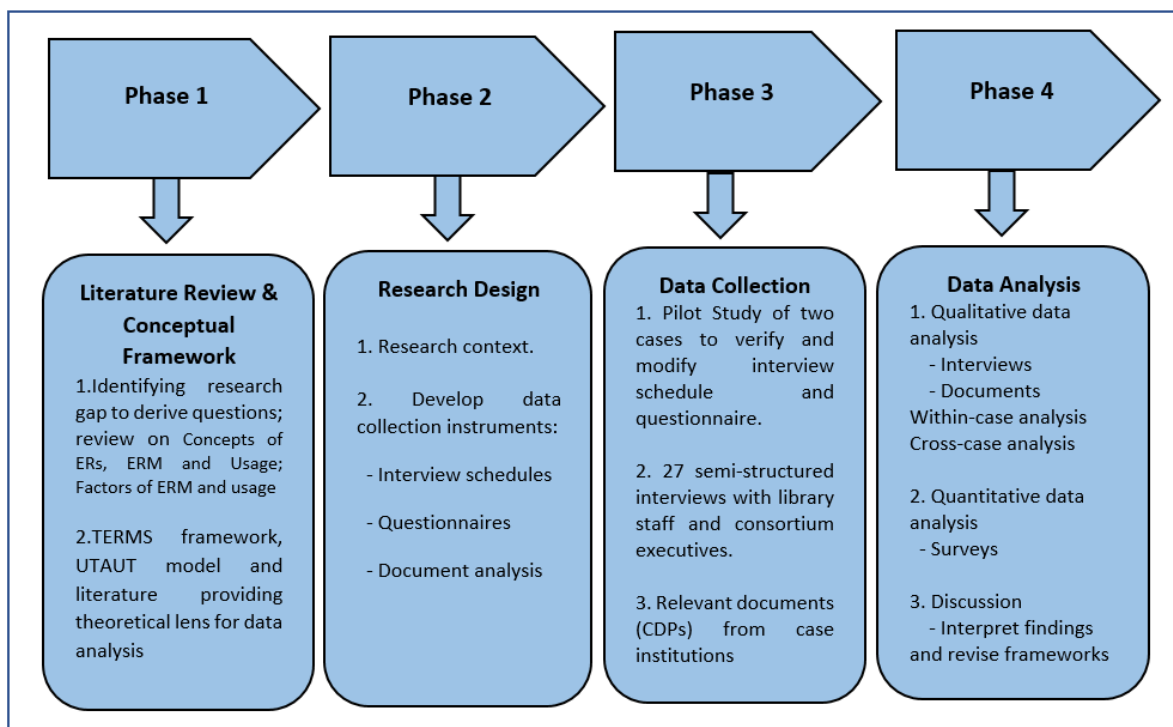 Phase 1
Phase 2
Phase 3
Phase 4
Literature Review &
Conceptual
Framework
1.Identifying research
gap to derive questions;
review on Concepts of
ERs, ERM and Usage;
Factors of ERM and usage
2.TERMS framework,
UTAUT model and
literature providing
theoretical lens for data
analysis
Research Design
1. Research context.
2. Develop data
collection instruments:
- Interview schedules
- Questionnaires
- Document analysis
Data Collection
1. Pilot Study of two
cases to verify and
modify interview
schedule and
questionnaire.
2. 27 semi-structured
interviews with library
staff and consortium
executives.
3. Relevant documents
(CDPs) from case
institutions
Data Analysis
1. Qualitative data
analysis
- Interviews
- Documents
Within-case analysis
Cross-case analysis
2. Quantitative data
analysis
- Surveys
3. Discussion
- Interpret findings
and revise frameworks